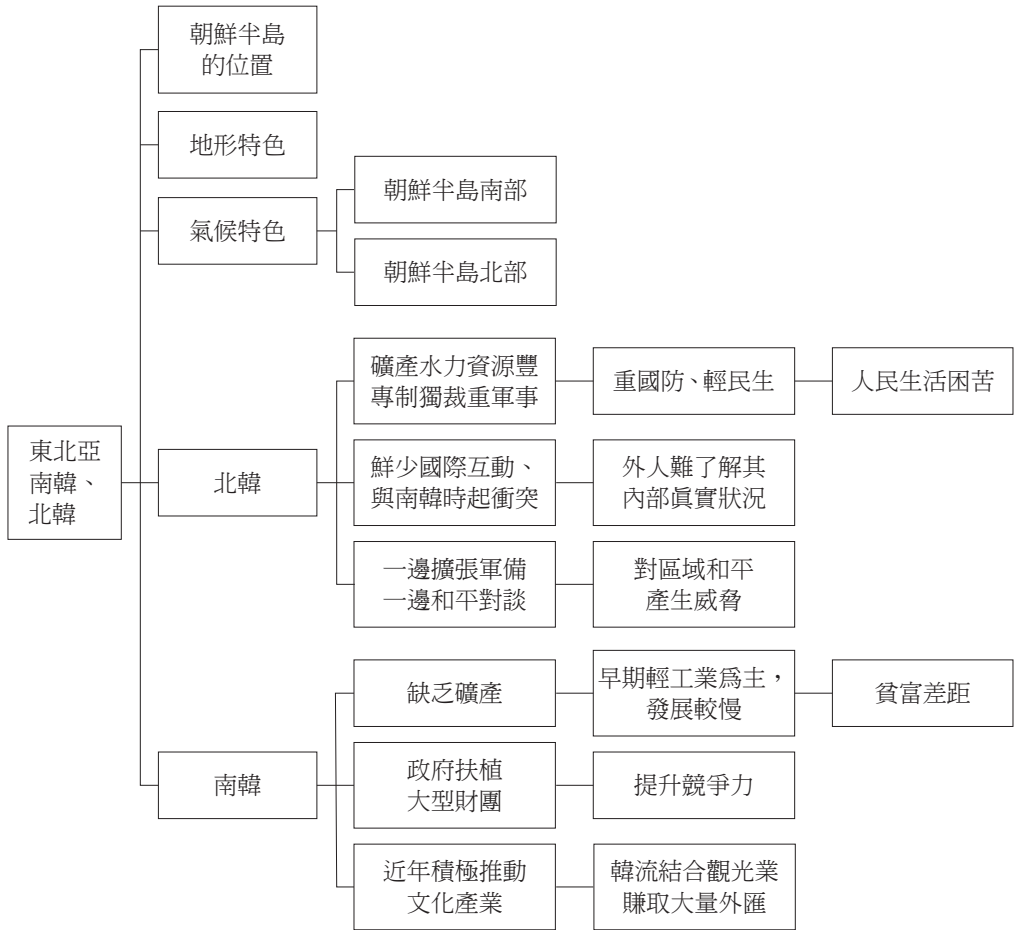 朝鮮半島
的位置
地形特色
氣候特色
朝鮮半島南部
朝鮮半島北部
東北亞
南韓、
北韓
北韓
礦產水力資源豐
專制獨裁重軍事
重國防、輕民生
人民生活困苦
鮮少國際互動、
與南韓時起衝突
外人難了解其
內部眞實狀況
一邊擴張軍備
一邊和平對談
對區域和平
產生威脅
南韓
缺乏礦產
早期輕工業爲主，
發展較慢
貧富差距
政府扶植
大型財團
提升競爭力
近年積極推動
文化產業
韓流結合觀光業
賺取大量外匯